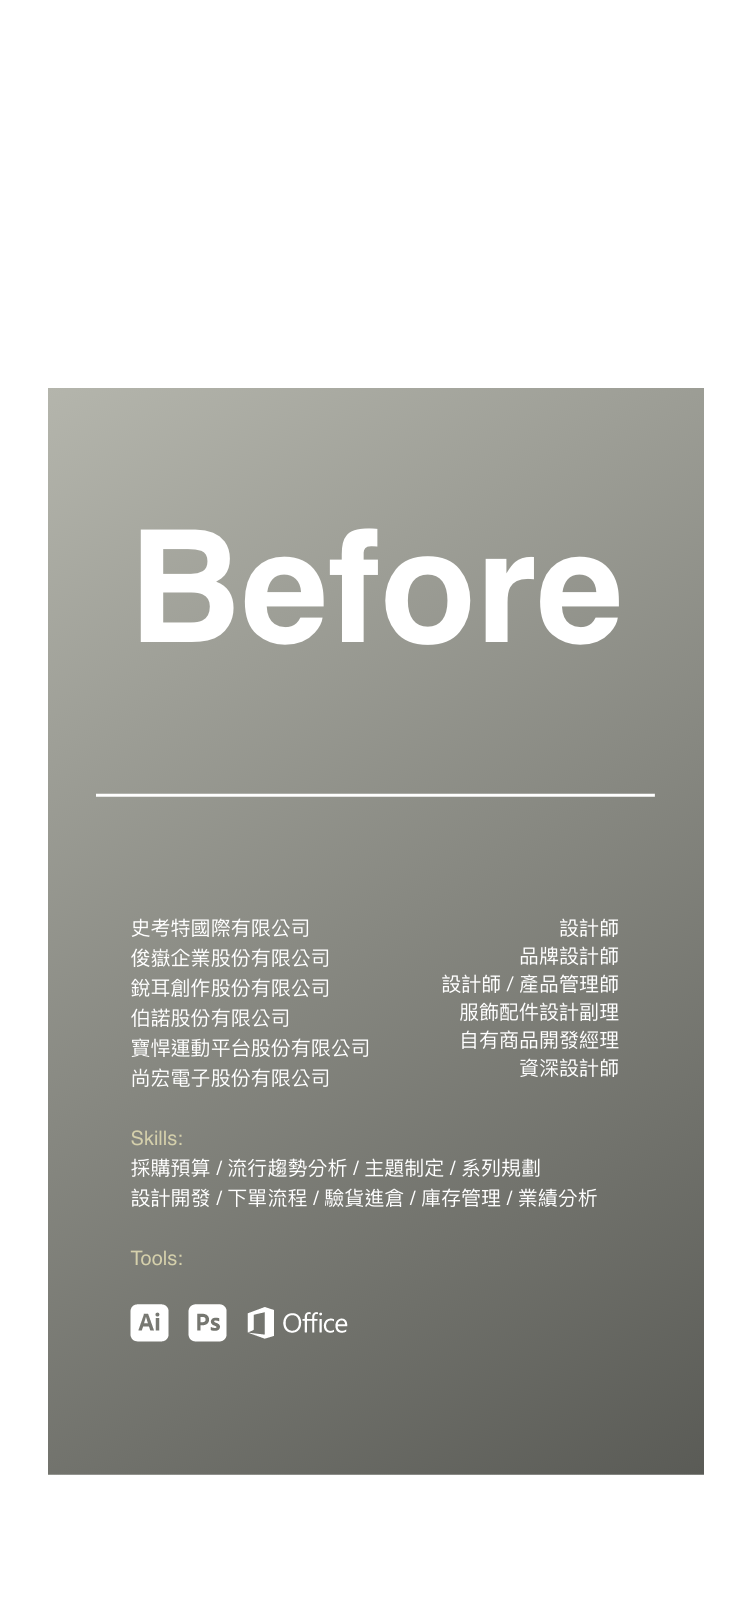 Before
史考特國際有限公司 設計師
俊嶽企業股份有限公司 品牌設計師
銳耳創作股份有限公司 設計師 / 產品管理師
伯諾股份有限公司 服飾配件設計副理
寶悍運動平台股份有限公司 自有商品開發經理
尚宏電子股份有限公司 資深設計師
Skills:
採購預算 / 流行趨勢分析 / 主題制定 / 系列規劃
設計開發 / 下單流程 / 驗貨進倉 / 庫存管理 / 業績分析
Tools:
Ai Ps Office